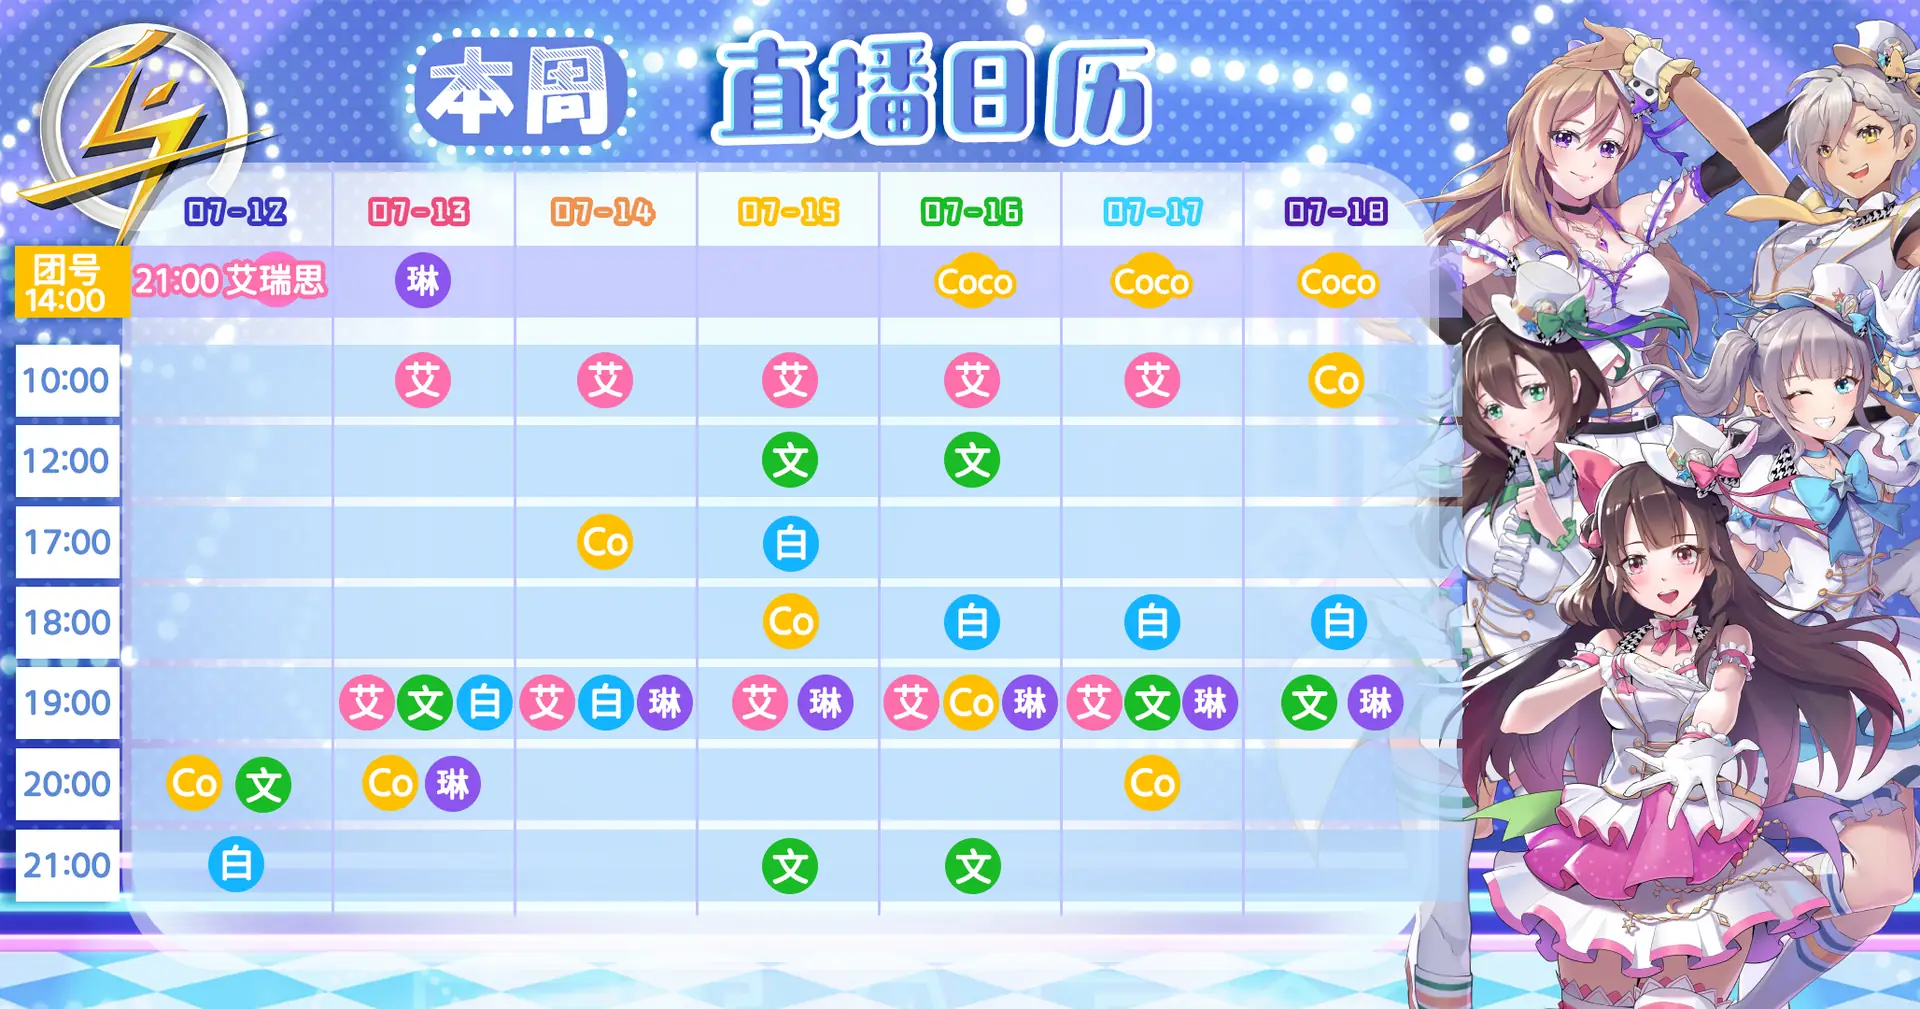 本周 直播日历
07-12 07-13 07-14 07-15 07-16 07-17 07-18
团号
14:00 21:00 艾瑞思 琳 Coco Coco Coco
10:00 艾 艾 艾 艾 艾 Co
12:00 文 文
17:00 Co 白
18:00 Co 白 白 白
19:00 艾 文 白 艾 白 琳 艾 琳 艾 Co 琳 艾 文 琳 文 琳
20:00 Co 文 Co 琳 Co
21:00 白 文 文